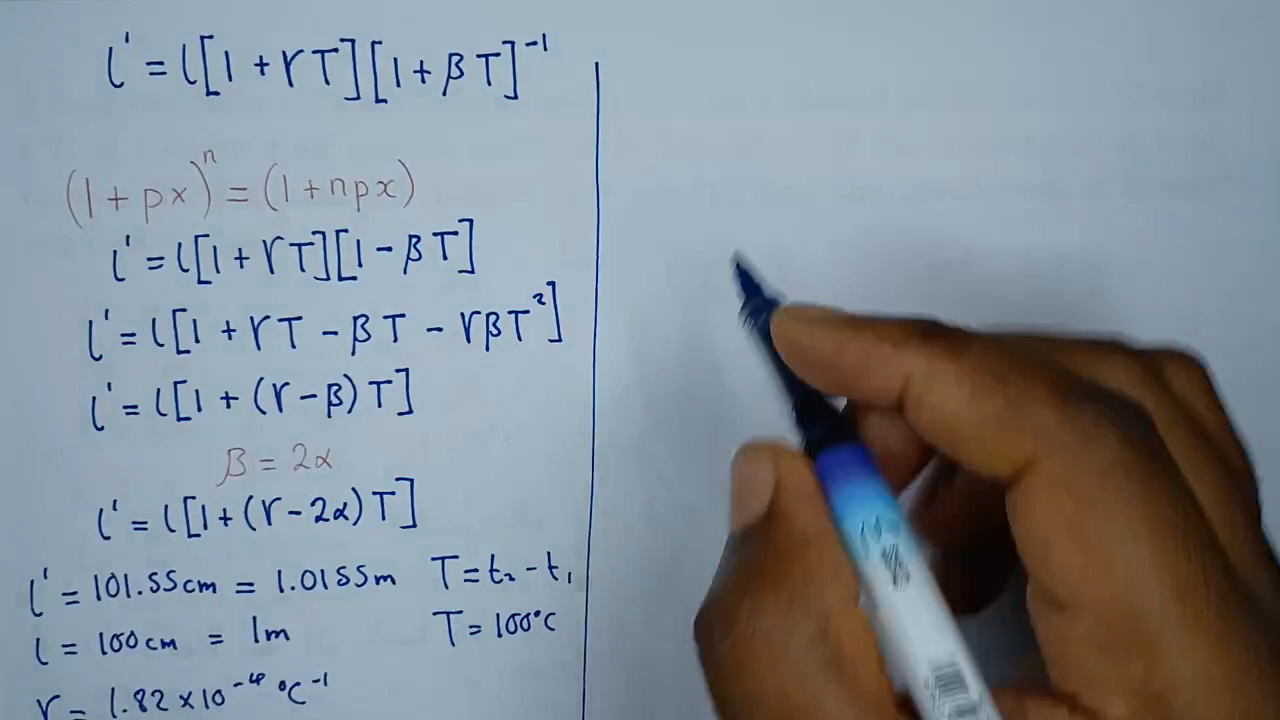 l' = l[1 + γT][1 + βT]⁻¹
(1 + px)ⁿ = (1 + npx)
l' = l[1 + γT][1 - βT]
l' = l[1 + γT - βT - γβT²]
l' = l[1 + (γ - β)T]
β = 2α
l' = l[1 + (γ - 2α)T]
l' = 101.55cm = 1.0155m T = t₂ - t₁
l = 100cm = 1m T = 100°C
γ = 1.82 × 10⁻⁴ °C⁻¹